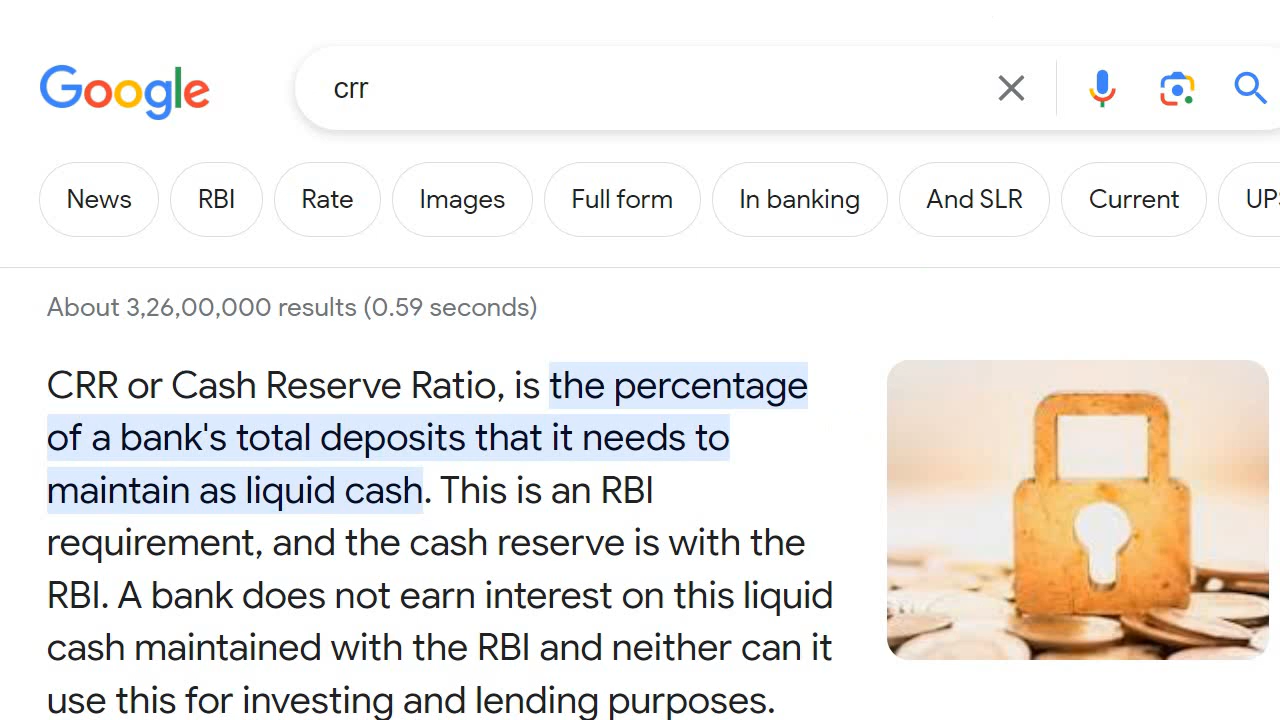 Google
crr
News RBI Rate Images Full form In banking And SLR Current
About 3,26,00,000 results (0.59 seconds)
CRR or Cash Reserve Ratio, is the percentage
of a bank's total deposits that it needs to
maintain as liquid cash. This is an RBI
requirement, and the cash reserve is with the
RBI. A bank does not earn interest on this liquid
cash maintained with the RBI and neither can it
use this for investing and lending purposes.